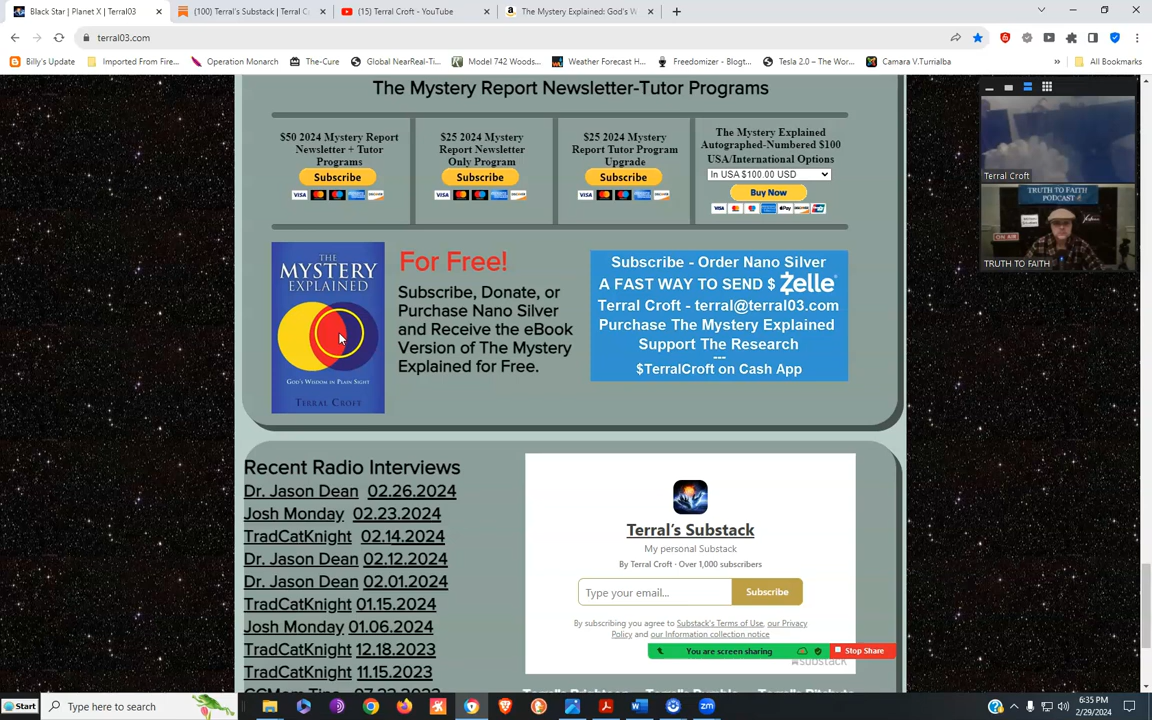 Black Star | Planet X | Terral03
(100) Terral's Substack | Terral C
(15) Terral Croft - YouTube
The Mystery Explained: God's W
terral03.com
Billy's Update
Imported From Fire...
Operation Monarch
The-Cure
Global NearReal-Ti...
Model 742 Woods...
Weather Forecast H...
Freedomizer - Blogt...
Tesla 2.0 – The Wor...
Camara V.Turrialba
»
All Bookmarks
The Mystery Report Newsletter-Tutor Programs
$50 2024 Mystery Report
Newsletter + Tutor
Programs
Subscribe
VISA
DISCOVER
$25 2024 Mystery
Report Newsletter
Only Program
Subscribe
VISA
DISCOVER
$25 2024 Mystery
Report Tutor Program
Upgrade
Subscribe
VISA
DISCOVER
The Mystery Explained
Autographed-Numbered $100
USA/International Options
In USA $100.00 USD
Buy Now
VISA
Pay
DISCOVER
THE
MYSTERY
EXPLAINED
GOD'S WISDOM IN PLAIN SIGHT
TERRAL CROFT
For Free!
Subscribe, Donate, or
Purchase Nano Silver
and Receive the eBook
Version of The Mystery
Explained for Free.
Subscribe - Order Nano Silver
A FAST WAY TO SEND $ Zelle®
Terral Croft - terral@terral03.com
Purchase The Mystery Explained
Support The Research
---
$TerralCroft on Cash App
Recent Radio Interviews
Dr. Jason Dean 02.26.2024
Josh Monday 02.23.2024
TradCatKnight 02.14.2024
Dr. Jason Dean 02.12.2024
Dr. Jason Dean 02.01.2024
TradCatKnight 01.15.2024
Josh Monday 01.06.2024
TradCatKnight 12.18.2023
TradCatKnight 11.15.2023
Terral's Substack
My personal Substack
By Terral Croft · Over 1,000 subscribers
Type your email...
Subscribe
By subscribing you agree to Substack's Terms of Use, our Privacy
Policy and our Information collection notice
You are screen sharing
Stop Share
substack
Terral Croft
TRUTH TO FAITH
PODCAST
ON AIR
TRUTH TO FAITH
Start
Type here to search
6:35 PM
2/29/2024